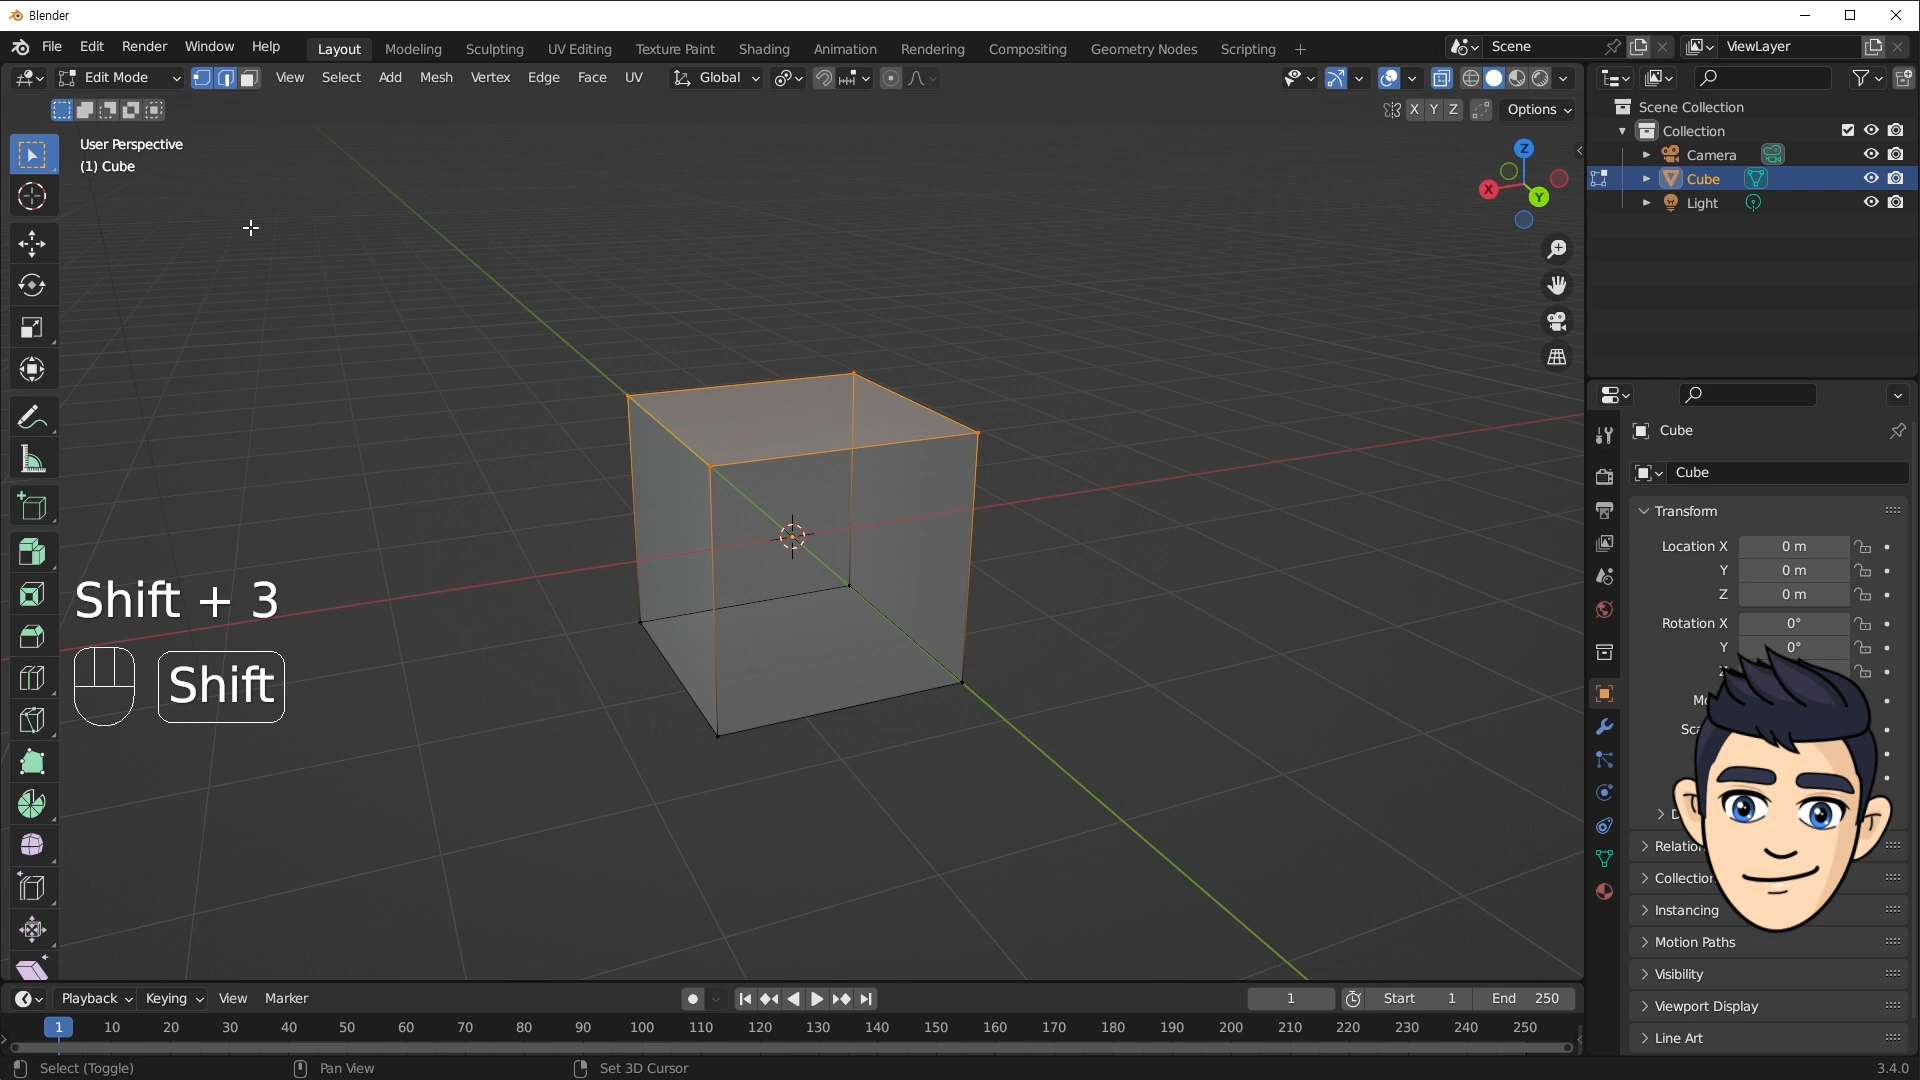 Blender
File Edit Render Window Help
Layout Modeling Sculpting UV Editing Texture Paint Shading Animation Rendering Compositing Geometry Nodes Scripting +
Scene
ViewLayer
Edit Mode View Select Add Mesh Vertex Edge Face UV Global
X Y Z Options
User Perspective
(1) Cube
Z
X
Y
Scene Collection
Collection
Camera
Cube
Light
Cube
Cube
Transform
Location X 0 m
Y 0 m
Z 0 m
Rotation X 0°
Y 0°
Shift + 3
Shift
Instancing
Motion Paths
Visibility
Viewport Display
Line Art
Playback Keying View Marker
1 Start 1 End 250
1 10 20 30 40 50 60 70 80 90 100 110 120 130 140 150 160 170 180 190 200 210 220 230 240 250
Select (Toggle) Pan View Set 3D Cursor 3.4.0